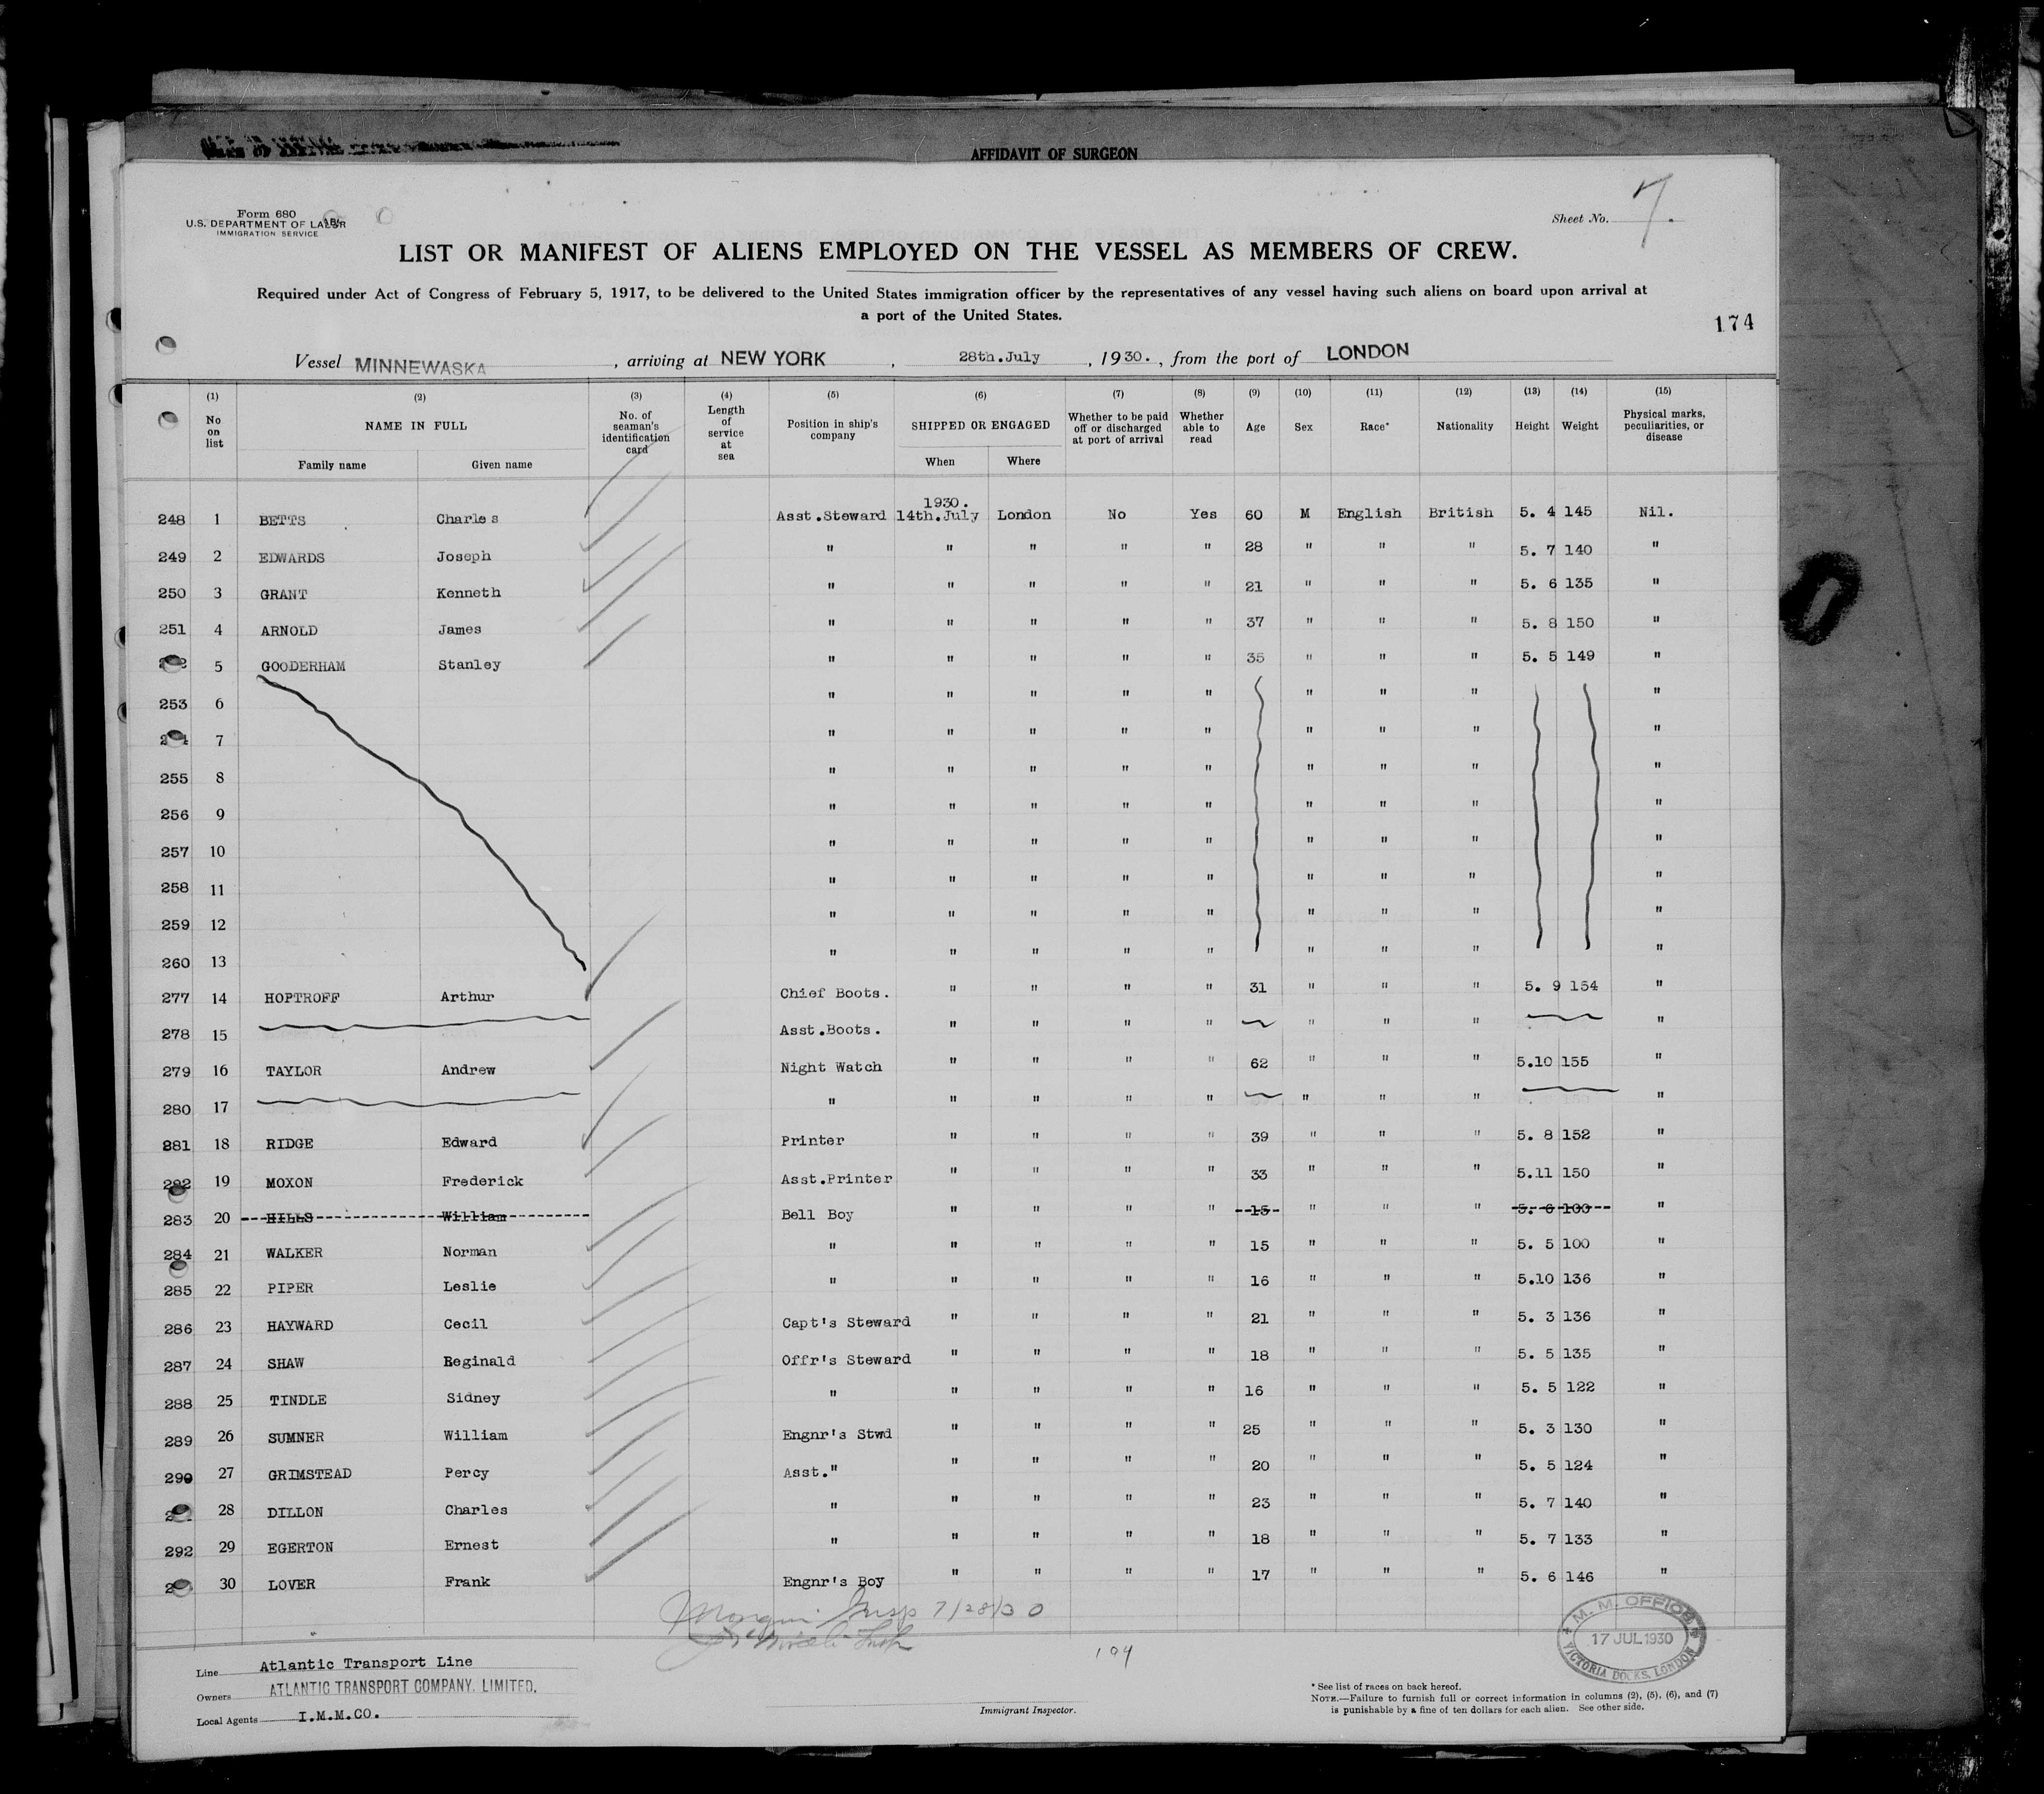 AFFIDAVIT OF SURGEON
Form 680
U.S. DEPARTMENT OF LABOR
IMMIGRATION SERVICE
Sheet No. 7.
LIST OR MANIFEST OF ALIENS EMPLOYED ON THE VESSEL AS MEMBERS OF CREW.
Required under Act of Congress of February 5, 1917, to be delivered to the United States immigration officer by the representatives of any vessel having such aliens on board upon arrival at
a port of the United States.
174
Vessel MINNEWASKA, arriving at NEW YORK, 28th.July, 1930., from the port of LONDON
(1) (2) (3) (4) (5) (6) (7) (8) (9) (10) (11) (12) (13) (14) (15)
No on list NAME IN FULL No. of seaman's identification card Length of service at sea Position in ship's company SHIPPED OR ENGAGED Whether to be paid off or discharged at port of arrival Whether able to read Age Sex Race* Nationality Height Weight Physical marks, peculiarities, or disease
Family name Given name When Where
1930.
248 1 BETTS Charles Asst.Steward 14th.July London No Yes 60 M English British 5. 4 145 Nil.
249 2 EDWARDS Joseph " " " " " 28 " " " 5. 7 140 "
250 3 GRANT Kenneth " " " " " 21 " " " 5. 6 135 "
251 4 ARNOLD James " " " " " 37 " " " 5. 8 150 "
5 GOODERHAM Stanley " " " " " 35 " " " 5. 5 149 "
253 6 " " " " " " " " "
7 " " " " " " " " "
255 8 " " " " " " " " "
256 9 " " " " " " " " "
257 10 " " " " " " " " "
258 11 " " " " " " " " "
259 12 " " " " " " " " "
260 13 " " " " " " " " "
277 14 HOPTROFF Arthur Chief Boots. " " " " 31 " " " 5. 9 154 "
278 15 Asst.Boots. " " " " " " " "
279 16 TAYLOR Andrew Night Watch " " " " 62 " " " 5.10 155 "
280 17 " " " " " " " " "
281 18 RIDGE Edward Printer " " " " 39 " " " 5. 8 152 "
282 19 MOXON Frederick Asst.Printer " " " " 33 " " " 5.11 150 "
283 20 HILLS William Bell Boy " " " " 15 " " " 5. 6 100 "
284 21 WALKER Norman " " " " " 15 " " " 5. 5 100 "
285 22 PIPER Leslie " " " " " 16 " " " 5.10 136 "
286 23 HAYWARD Cecil Capt's Steward " " " " 21 " " " 5. 3 136 "
287 24 SHAW Reginald Offr's Steward " " " " 18 " " " 5. 5 135 "
288 25 TINDLE Sidney " " " " " 16 " " " 5. 5 122 "
289 26 SUMNER William Engnr's Stwd " " " " 25 " " " 5. 3 130 "
290 27 GRIMSTEAD Percy Asst." " " " " 20 " " " 5. 5 124 "
28 DILLON Charles " " " " " 23 " " " 5. 7 140 "
292 29 EGERTON Ernest " " " " " 18 " " " 5. 7 133 "
30 LOVER Frank Engnr's Boy " " " " 17 " " " 5. 6 146 "
Insp 7/28/30
104
M. M. OFFICE
17 JUL 1930
VICTORIA DOCKS, LONDON
Line Atlantic Transport Line
Owners ATLANTIC TRANSPORT COMPANY, LIMITED.
Local Agents I.M.M.CO.
Immigrant Inspector.
* See list of races on back hereof.
NOTE.—Failure to furnish full or correct information in columns (2), (5), (6), and (7)
is punishable by a fine of ten dollars for each alien. See other side.